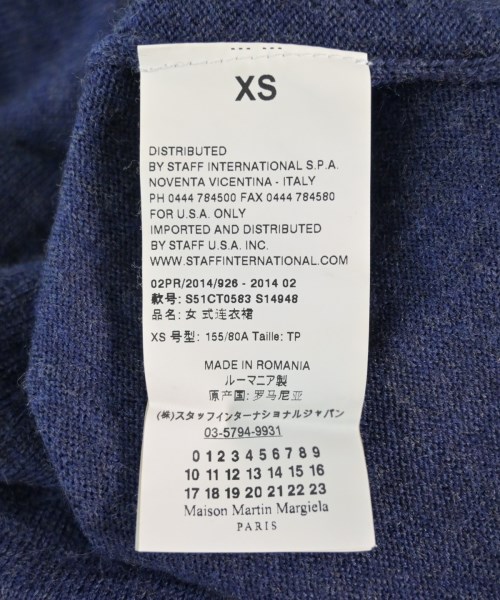 XS
DISTRIBUTED
BY STAFF INTERNATIONAL S.P.A.
NOVENTA VICENTINA - ITALY
PH 0444 784500 FAX 0444 784580
FOR U.S.A. ONLY
IMPORTED AND DISTRIBUTED
BY STAFF U.S.A. INC.
WWW.STAFFINTERNATIONAL.COM
02PR/2014/926 - 2014 02
款号: S51CT0583 S14948
品名: 女 式连衣裙
XS 号型: 155/80A Taille: TP
MADE IN ROMANIA
ルーマニア製
原产国: 罗马尼亚
(株)スタッフインターナショナルジャパン
03-5794-9931
0 1 2 3 4 5 6 7 8 9
10 11 12 13 14 15 16
17 18 19 20 21 22 23
Maison Martin Margiela
PARIS